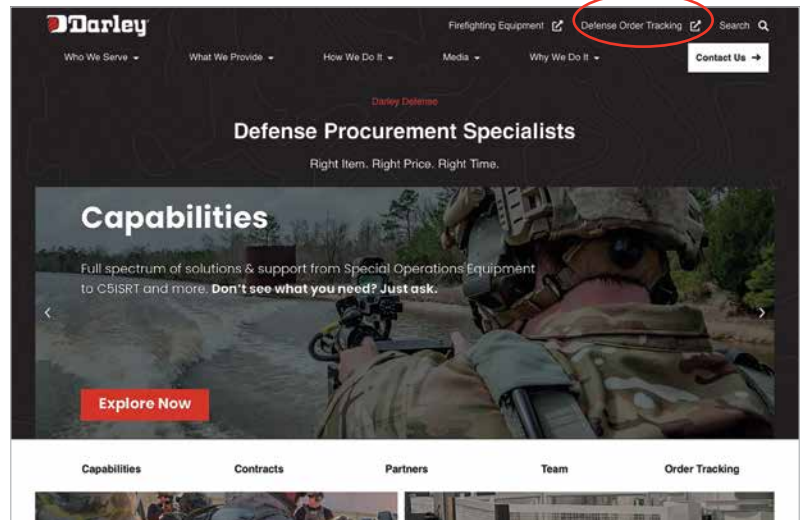 Darley
Firefighting Equipment Defense Order Tracking Search
Who We Serve What We Provide How We Do It Media Why We Do It Contact Us →
Darley Defense
Defense Procurement Specialists
Right Item. Right Price. Right Time.
Capabilities
Full spectrum of solutions & support from Special Operations Equipment
to C5ISRT and more. Don't see what you need? Just ask.
Explore Now
Capabilities Contracts Partners Team Order Tracking